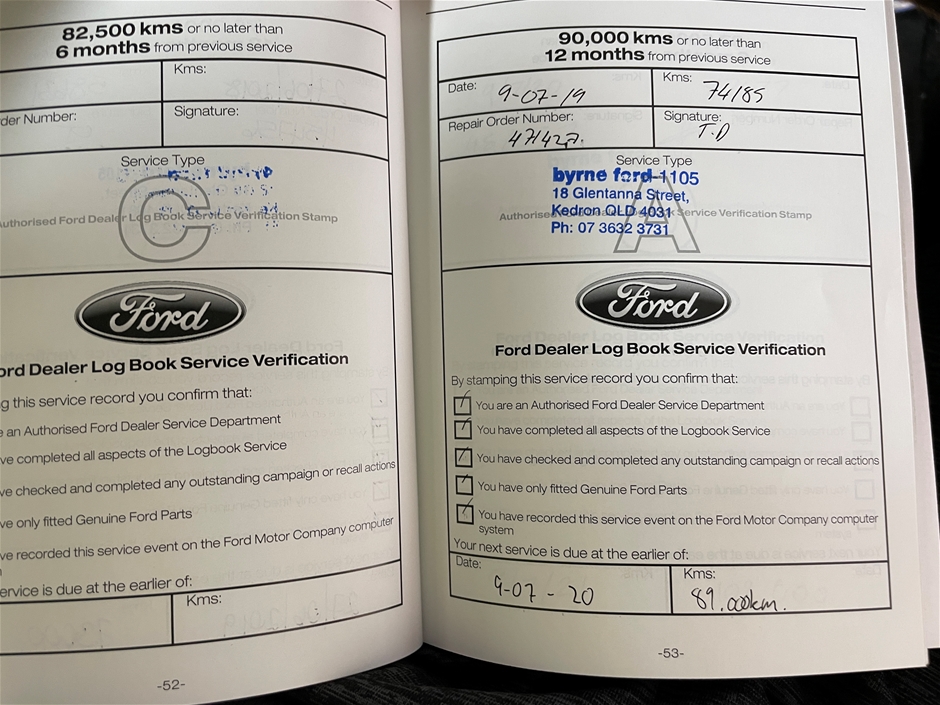 82,500 kms or no later than
6 months from previous service
Kms:
der Number:
Signature:
Service Type
C
uthorised Ford Dealer Log Book Service Verification Stamp
Ford
ord Dealer Log Book Service Verification
g this service record you confirm that:
e an Authorised Ford Dealer Service Department
ve completed all aspects of the Logbook Service
ve checked and completed any outstanding campaign or recall actions
ve only fitted Genuine Ford Parts
ve recorded this service event on the Ford Motor Company computer
ervice is due at the earlier of:
Kms:
-52-
90,000 kms or no later than
12 months from previous service
Date: 9-07-19
Kms: 74185
Repair Order Number: 471427.
Signature: T.D
Service Type
byrne ford-1105
18 Glentanna Street,
Kedron QLD 4031
Ph: 07 3632 3731
A
Authorised Service Verification Stamp
Ford
Ford Dealer Log Book Service Verification
By stamping this service record you confirm that:
You are an Authorised Ford Dealer Service Department
You have completed all aspects of the Logbook Service
You have checked and completed any outstanding campaign or recall actions
You have only fitted Genuine Ford Parts
You have recorded this service event on the Ford Motor Company computer
system
Your next service is due at the earlier of:
Date: 9-07-20
Kms: 89.000km.
-53-